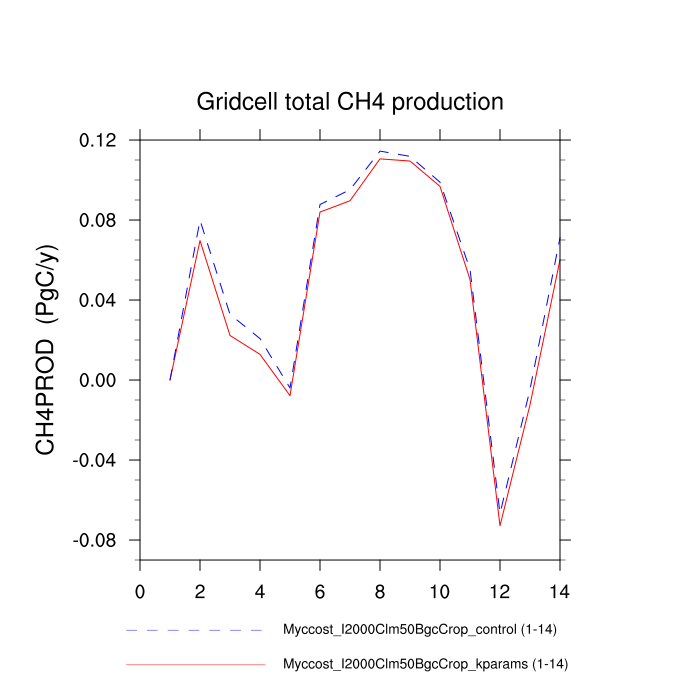 Gridcell total CH4 production
CH4PROD (PgC/y)
0.12
0.08
0.04
0.00
-0.04
-0.08
0 2 4 6 8 10 12 14
Myccost_I2000Clm50BgcCrop_control (1-14)
Myccost_I2000Clm50BgcCrop_kparams (1-14)